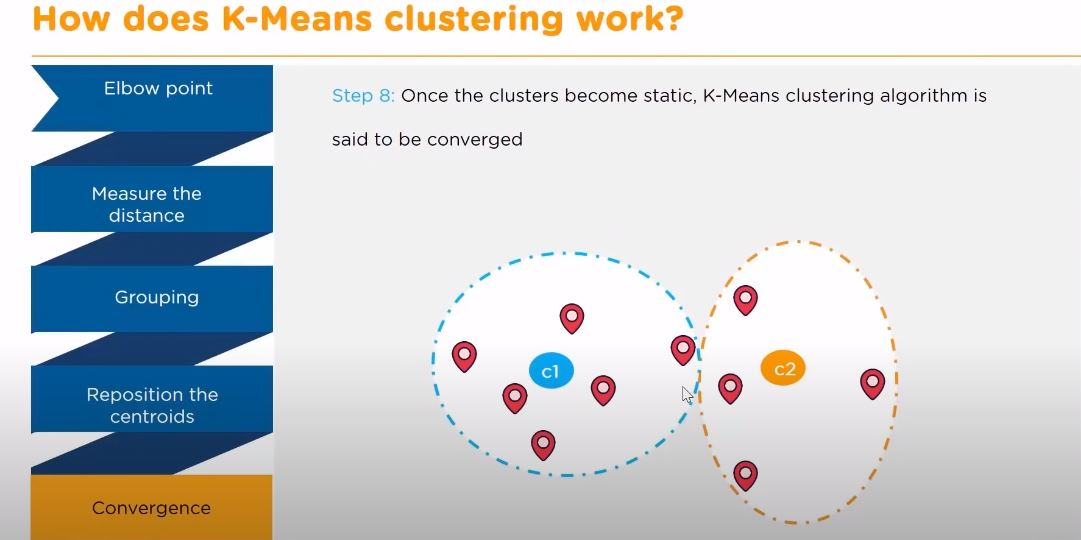 How does K-Means clustering work?
Elbow point
Measure the
distance
Grouping
Reposition the
centroids
Convergence
Step 8: Once the clusters become static, K-Means clustering algorithm is
said to be converged
c1
c2